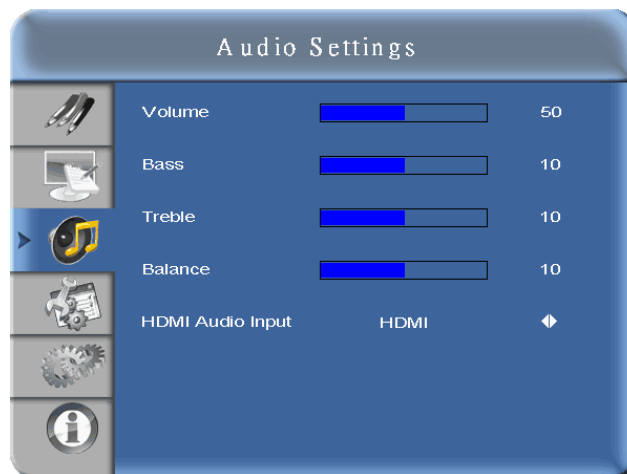 Audio Settings
Volume 50
Bass 10
Treble 10
Balance 10
HDMI Audio Input HDMI